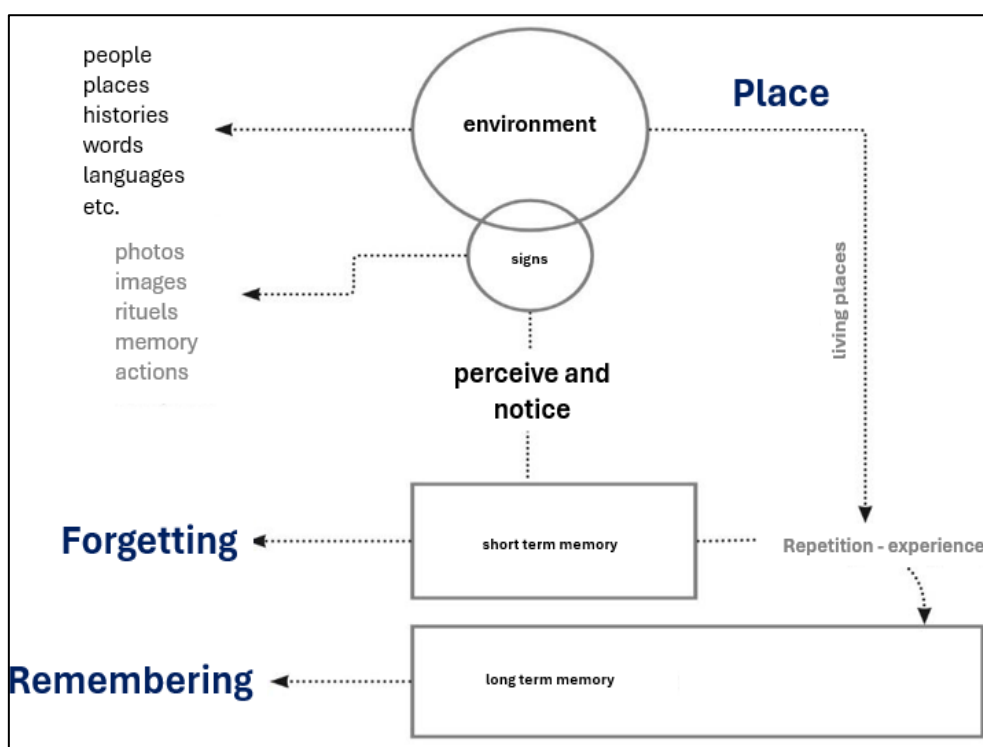 people
places
histories
words
languages
etc.
environment
Place
photos
images
rituels
memory
actions
signs
living places
perceive and
notice
Forgetting
short term memory
Repetition - experience
Remembering
long term memory